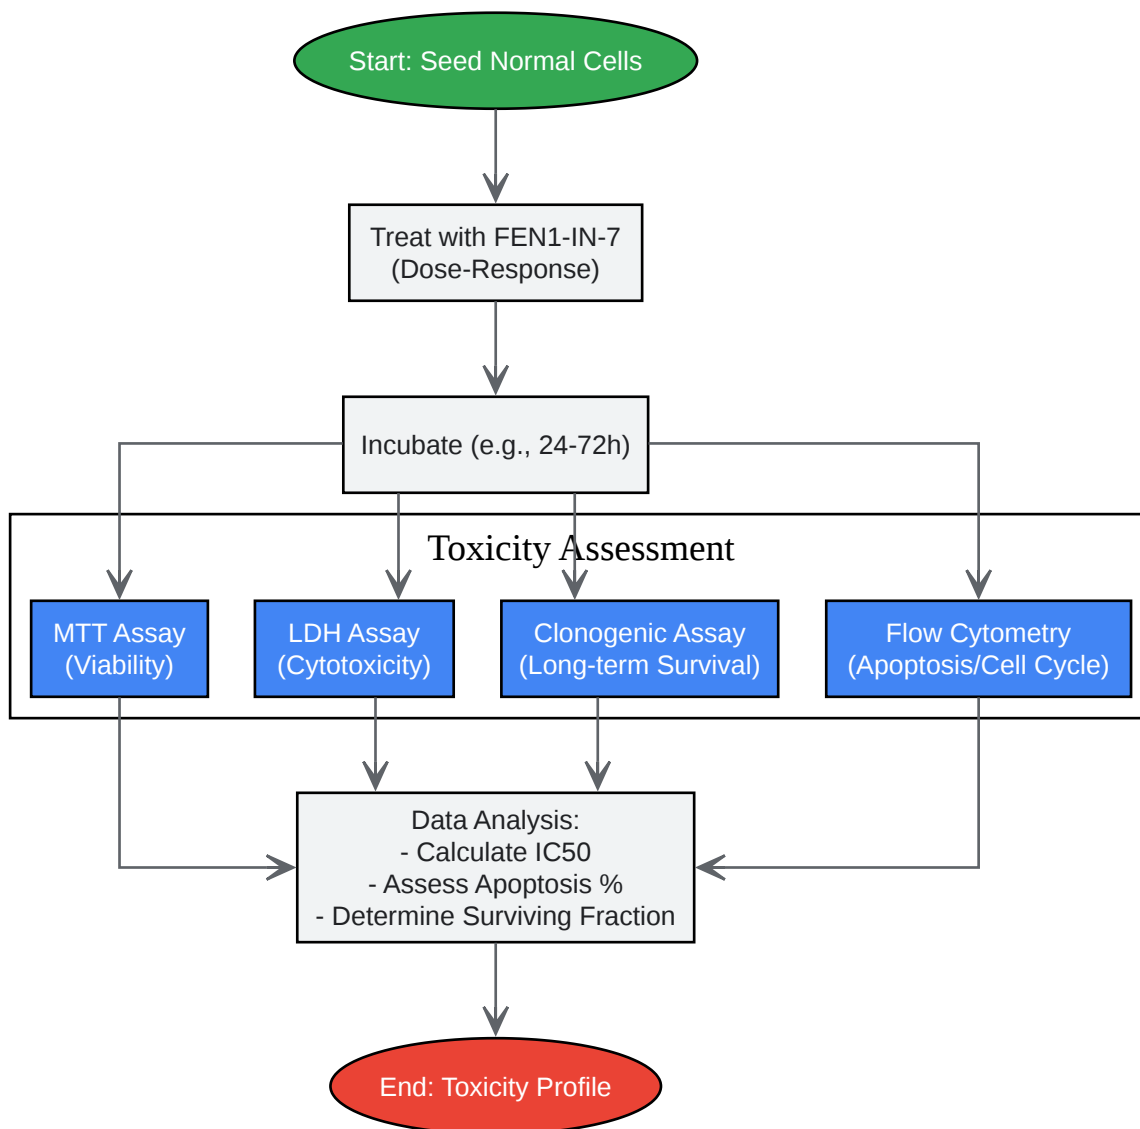 Start: Seed Normal Cells
Treat with FEN1-IN-7
(Dose-Response)
Incubate (e.g., 24-72h)
Toxicity Assessment
MTT Assay
(Viability)
LDH Assay
(Cytotoxicity)
Clonogenic Assay
(Long-term Survival)
Flow Cytometry
(Apoptosis/Cell Cycle)
Data Analysis:
- Calculate IC50
- Assess Apoptosis %
- Determine Surviving Fraction
End: Toxicity Profile